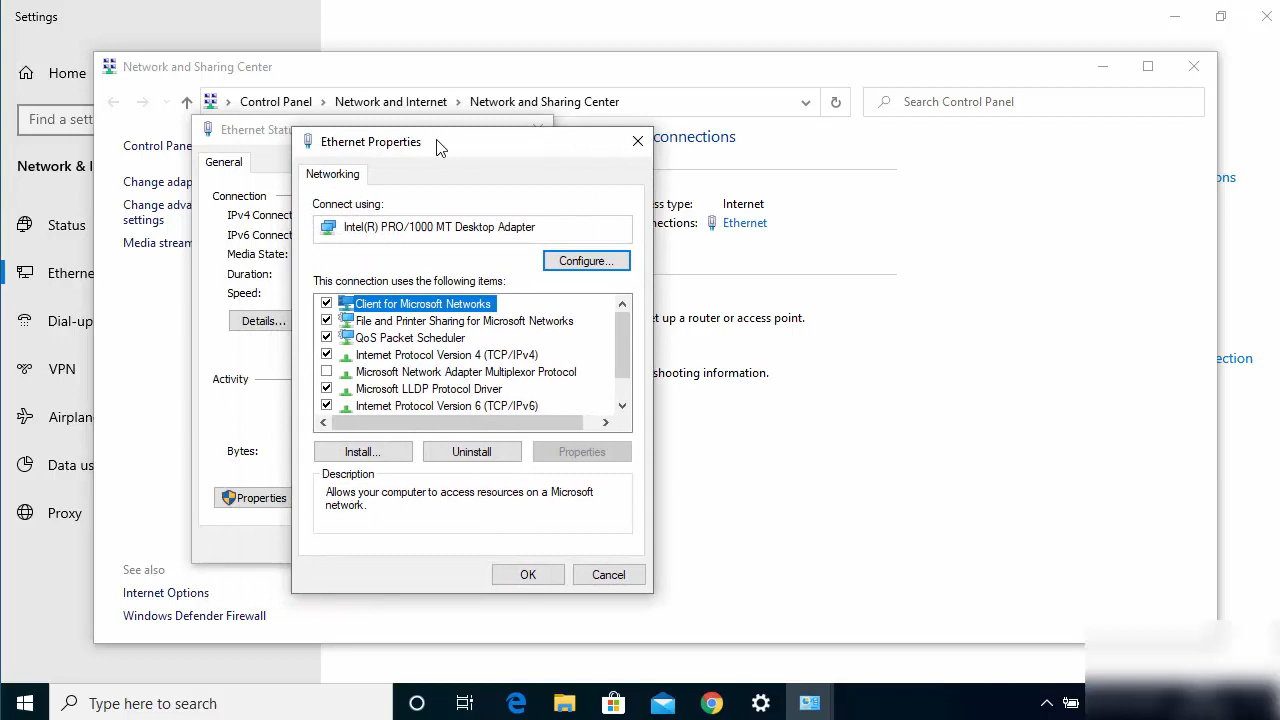 Settings
Home
Find a sett
Network &
Status
Etherne
Dial-up
VPN
Airplan
Data us
Proxy
Network and Sharing Center
Control Panel > Network and Internet > Network and Sharing Center
Search Control Panel
Control Pane
Change adap
Change adva
settings
Media stream
See also
Internet Options
Windows Defender Firewall
connections
Internet
Ethernet
Ethernet Statu
General
Connection
IPv4 Connect
IPv6 Connect
Media State:
Duration:
Speed:
Details...
Activity
Bytes:
Properties
Ethernet Properties
Networking
Connect using:
Intel(R) PRO/1000 MT Desktop Adapter
Configure...
This connection uses the following items:
Client for Microsoft Networks
File and Printer Sharing for Microsoft Networks
QoS Packet Scheduler
Internet Protocol Version 4 (TCP/IPv4)
Microsoft Network Adapter Multiplexor Protocol
Microsoft LLDP Protocol Driver
Internet Protocol Version 6 (TCP/IPv6)
Install...
Uninstall
Properties
Description
Allows your computer to access resources on a Microsoft
network.
OK
Cancel
ss type:
nections:
et up a router or access point.
shooting information.
ons
ection
Type here to search